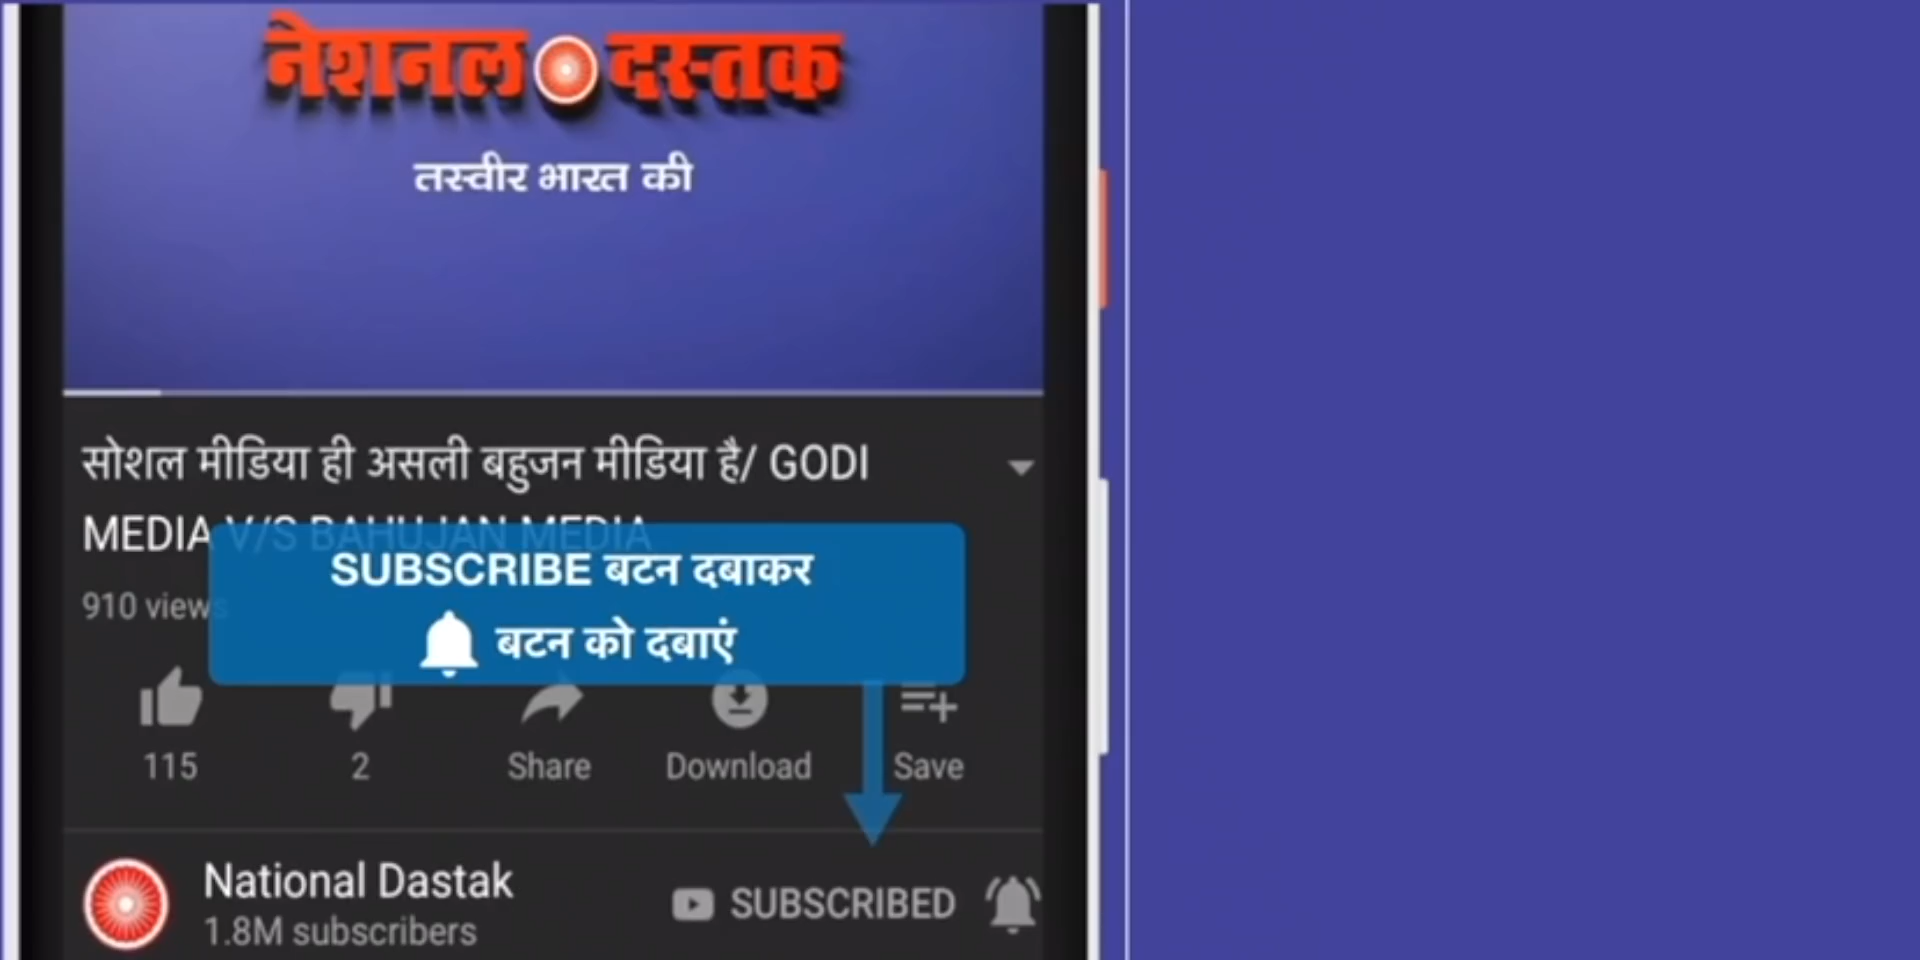 नेशनल दस्तक
तस्वीर भारत की
सोशल मीडिया ही असली बहुजन मीडिया है/ GODI
MEDIA V/S BAHUJAN MEDIA
SUBSCRIBE बटन दबाकर
बटन को दबाएं
910 views
115
2
Share
Download
Save
National Dastak
1.8M subscribers
SUBSCRIBED